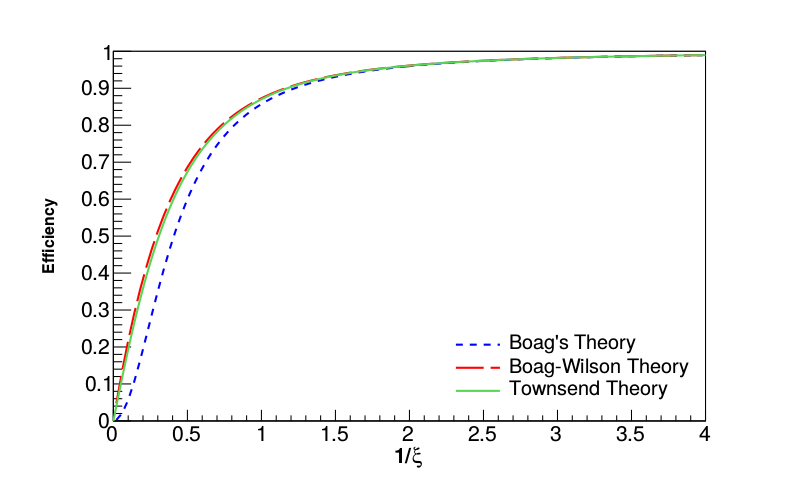 1
0.9
0.8
0.7
0.6
0.5
0.4
0.3
0.2
0.1
0
Efficiency
Boag's Theory
Boag-Wilson Theory
Townsend Theory
0 0.5 1 1.5 2 2.5 3 3.5 4
1/ξ